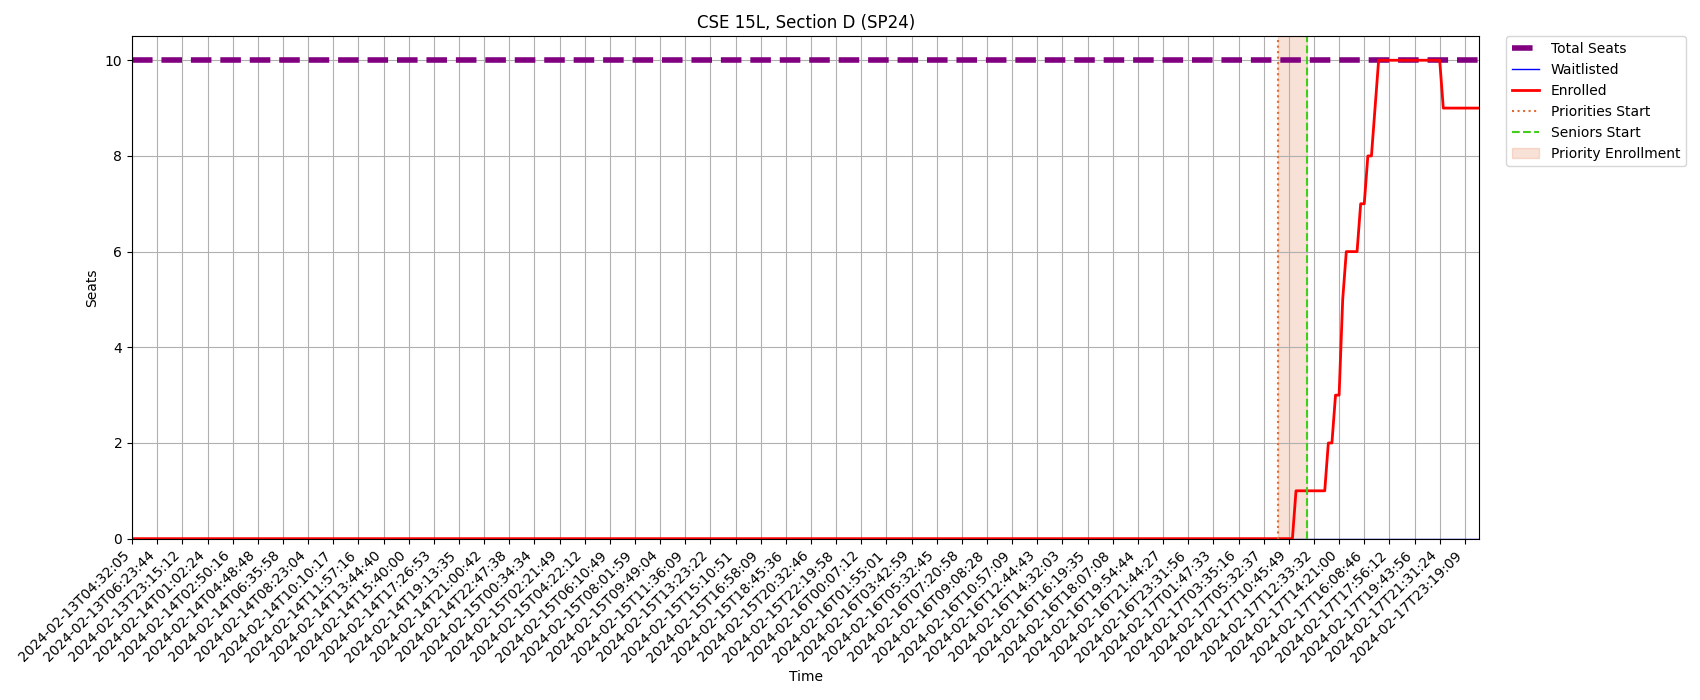 CSE 15L, Section D (SP24)
Total Seats
Waitlisted
Enrolled
Priorities Start
Seniors Start
Priority Enrollment
10
8
6
4
2
0
Seats
2024-02-13T04:32:05
2024-02-13T06:23:44
2024-02-13T23:15:12
2024-02-14T01:02:24
2024-02-14T02:50:16
2024-02-14T04:48:48
2024-02-14T06:35:58
2024-02-14T08:23:04
2024-02-14T10:10:17
2024-02-14T11:57:16
2024-02-14T13:44:40
2024-02-14T15:40:00
2024-02-14T17:26:53
2024-02-14T19:13:35
2024-02-14T21:00:42
2024-02-14T22:47:38
2024-02-15T00:34:34
2024-02-15T02:21:49
2024-02-15T04:22:12
2024-02-15T06:10:49
2024-02-15T08:01:59
2024-02-15T09:49:04
2024-02-15T11:36:09
2024-02-15T13:23:22
2024-02-15T15:10:51
2024-02-15T16:58:09
2024-02-15T18:45:36
2024-02-15T20:32:46
2024-02-15T22:19:58
2024-02-16T00:07:12
2024-02-16T01:55:01
2024-02-16T03:42:59
2024-02-16T05:32:45
2024-02-16T07:20:58
2024-02-16T09:08:28
2024-02-16T10:57:09
2024-02-16T12:44:43
2024-02-16T14:32:03
2024-02-16T16:19:35
2024-02-16T18:07:08
2024-02-16T19:54:44
2024-02-16T21:44:27
2024-02-16T23:31:56
2024-02-17T01:47:33
2024-02-17T03:35:16
2024-02-17T05:32:37
2024-02-17T10:45:49
2024-02-17T12:33:32
2024-02-17T14:21:00
2024-02-17T16:08:46
2024-02-17T17:56:12
2024-02-17T19:43:56
2024-02-17T21:31:24
2024-02-17T23:19:09
Time